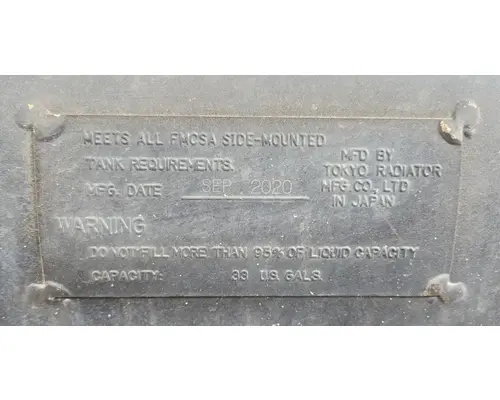 MEETS ALL FMCSA SIDE-MOUNTED
TANK REQUIREMENTS.
MFG. DATE SEP. 2020
MFD BY
TOKYO RADIATOR
MFG.CO.,LTD
IN JAPAN
WARNING
DO NOT FILL MORE THAN 95% OF LIQUID CAPACITY
CAPACITY: 33 U.S. GALS.